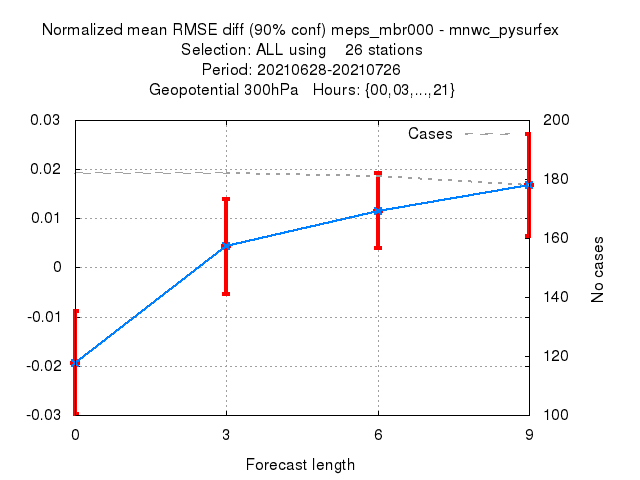 Normalized mean RMSE diff (90% conf) meps_mbr000 - mnwc_pysurfex
Selection: ALL using    26 stations
Period: 20210628-20210726
Geopotential 300hPa   Hours: {00,03,...,21}
0.03
0.02
0.01
0
-0.01
-0.02
-0.03
Cases
200
180
160
140
120
100
No cases
0 3 6 9
Forecast length